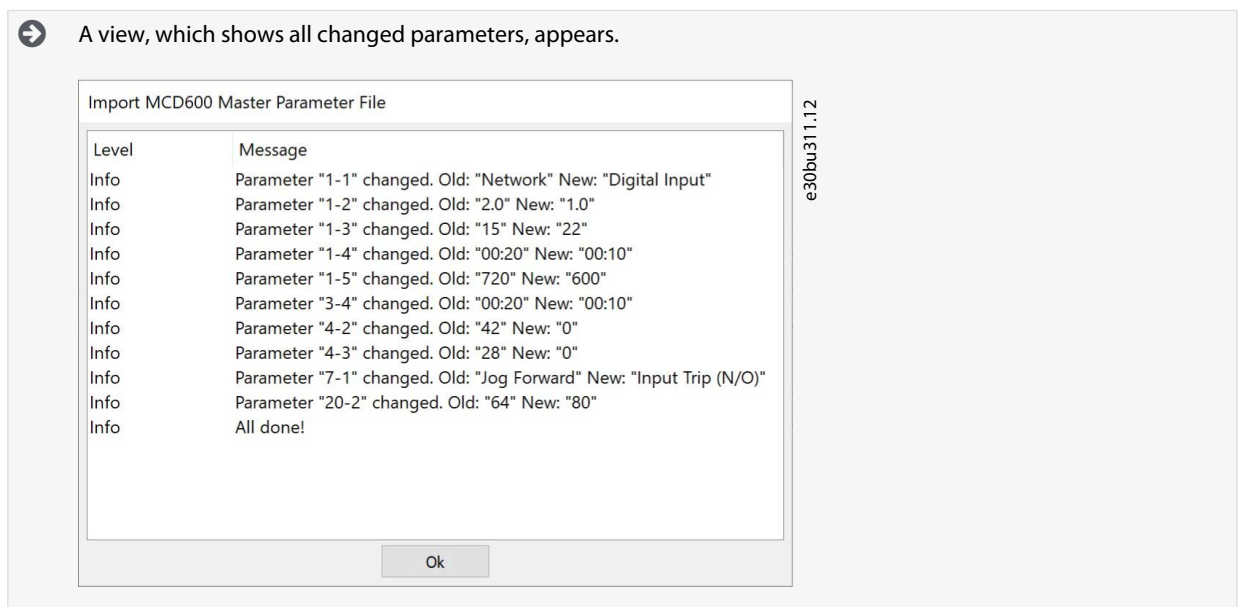 A view, which shows all changed parameters, appears.
Import MCD600 Master Parameter File
Level Message
Info Parameter "1-1" changed. Old: "Network" New: "Digital Input"
Info Parameter "1-2" changed. Old: "2.0" New: "1.0"
Info Parameter "1-3" changed. Old: "15" New: "22"
Info Parameter "1-4" changed. Old: "00:20" New: "00:10"
Info Parameter "1-5" changed. Old: "720" New: "600"
Info Parameter "3-4" changed. Old: "00:20" New: "00:10"
Info Parameter "4-2" changed. Old: "42" New: "0"
Info Parameter "4-3" changed. Old: "28" New: "0"
Info Parameter "7-1" changed. Old: "Jog Forward" New: "Input Trip (N/O)"
Info Parameter "20-2" changed. Old: "64" New: "80"
Info All done!
Ok
e30bu311.12